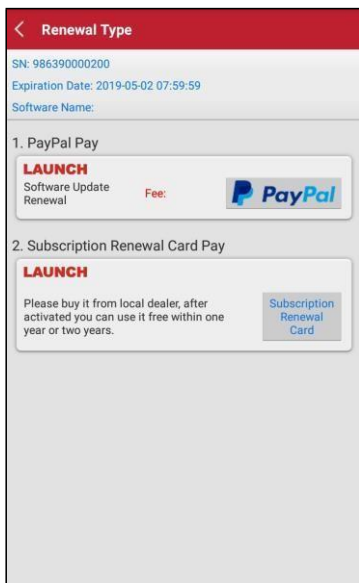 Renewal Type
SN: 986390000200
Expiration Date: 2019-05-02 07:59:59
Software Name:
1. PayPal Pay
LAUNCH
Software Update
Renewal
Fee:
PayPal
2. Subscription Renewal Card Pay
LAUNCH
Please buy it from local dealer, after
activated you can use it free within one
year or two years.
Subscription
Renewal
Card